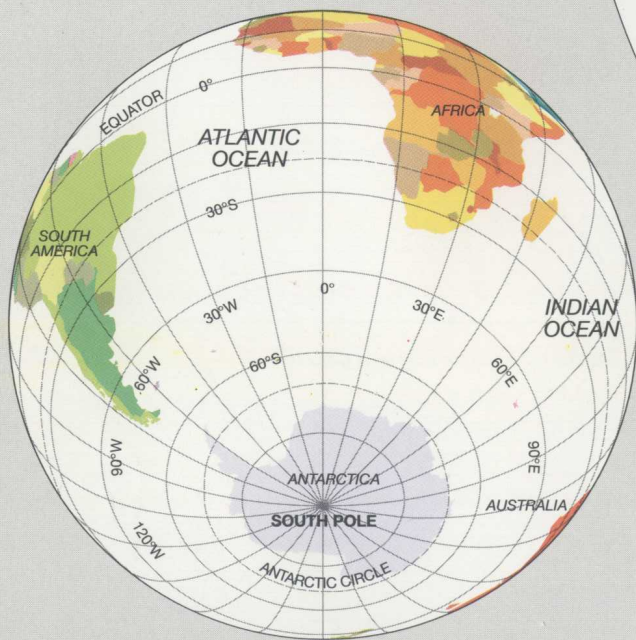 EQUATOR
0°
ATLANTIC
OCEAN
AFRICA
30°S
SOUTH
AMERICA
0°
30°W
30°E
INDIAN
OCEAN
60°W
60°S
60°E
90°W
90°E
ANTARCTICA
AUSTRALIA
SOUTH POLE
120°W
ANTARCTIC CIRCLE